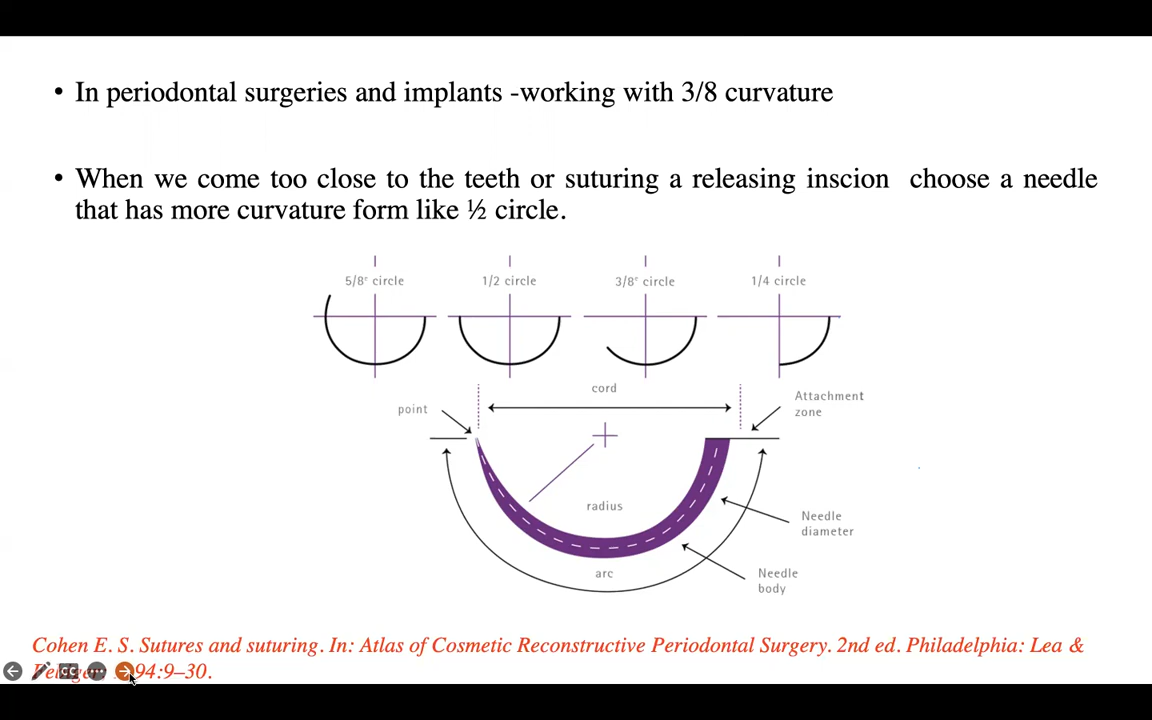 • In periodontal surgeries and implants -working with 3/8 curvature
• When we come too close to the teeth or suturing a releasing inscion choose a needle
that has more curvature form like ½ circle.
5/8ᵉ circle 1/2 circle 3/8ᵉ circle 1/4 circle
cord
point
Attachment
zone
radius
Needle
diameter
arc
Needle
body
Cohen E. S. Sutures and suturing. In: Atlas of Cosmetic Reconstructive Periodontal Surgery. 2nd ed. Philadelphia: Lea &
94:9–30.